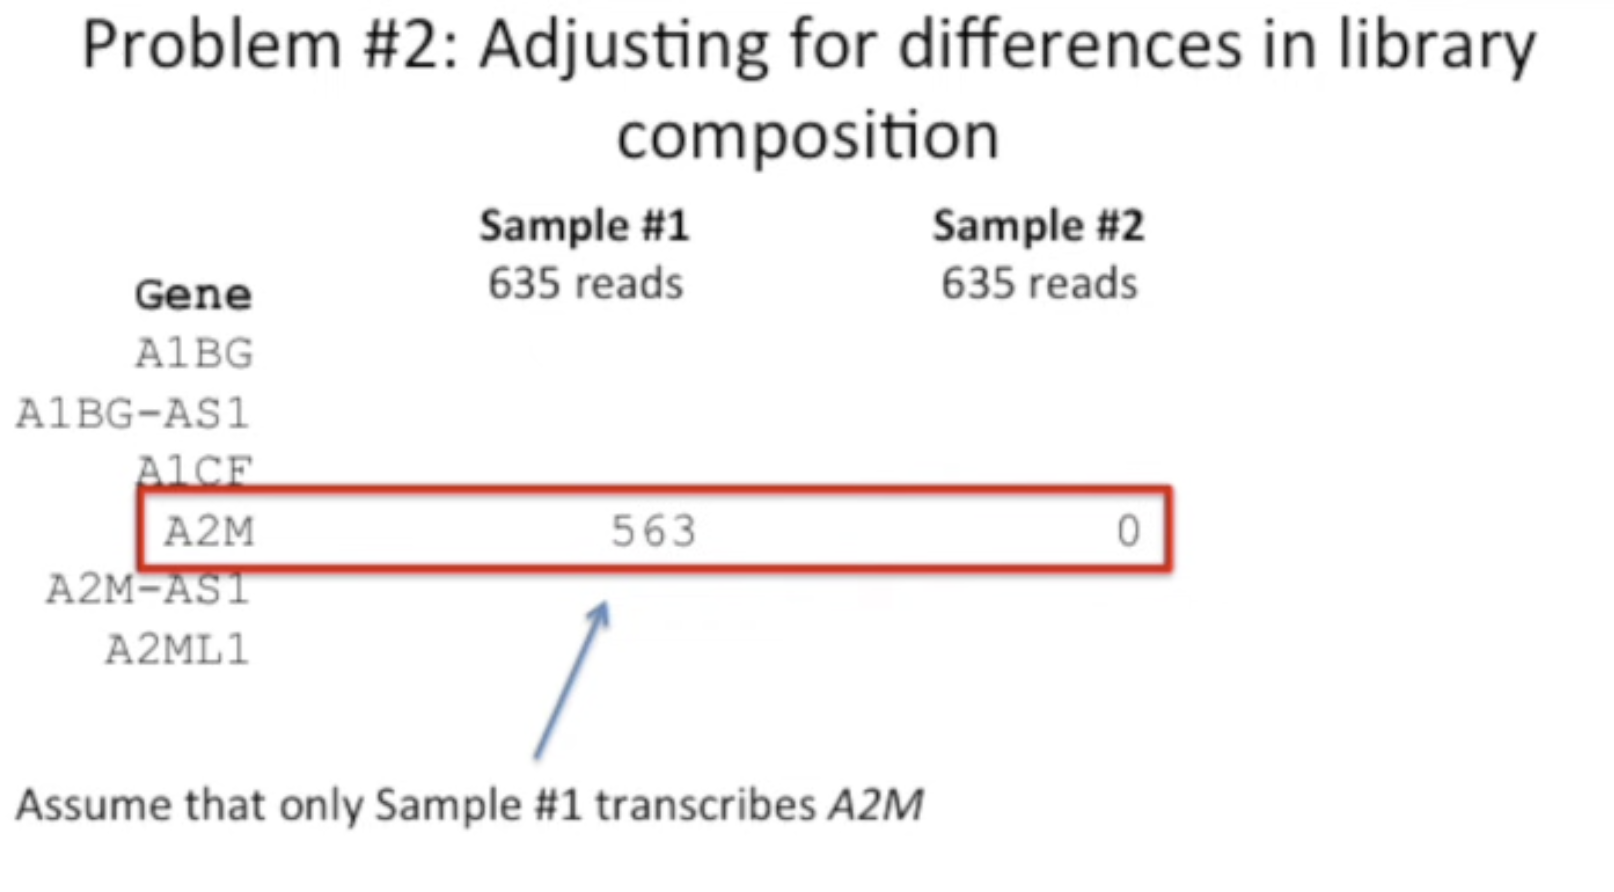 Problem #2: Adjusting for differences in library
composition
Sample #1 Sample #2
635 reads 635 reads
Gene
A1BG
A1BG-AS1
A1CF
A2M 563 0
A2M-AS1
A2ML1
Assume that only Sample #1 transcribes A2M